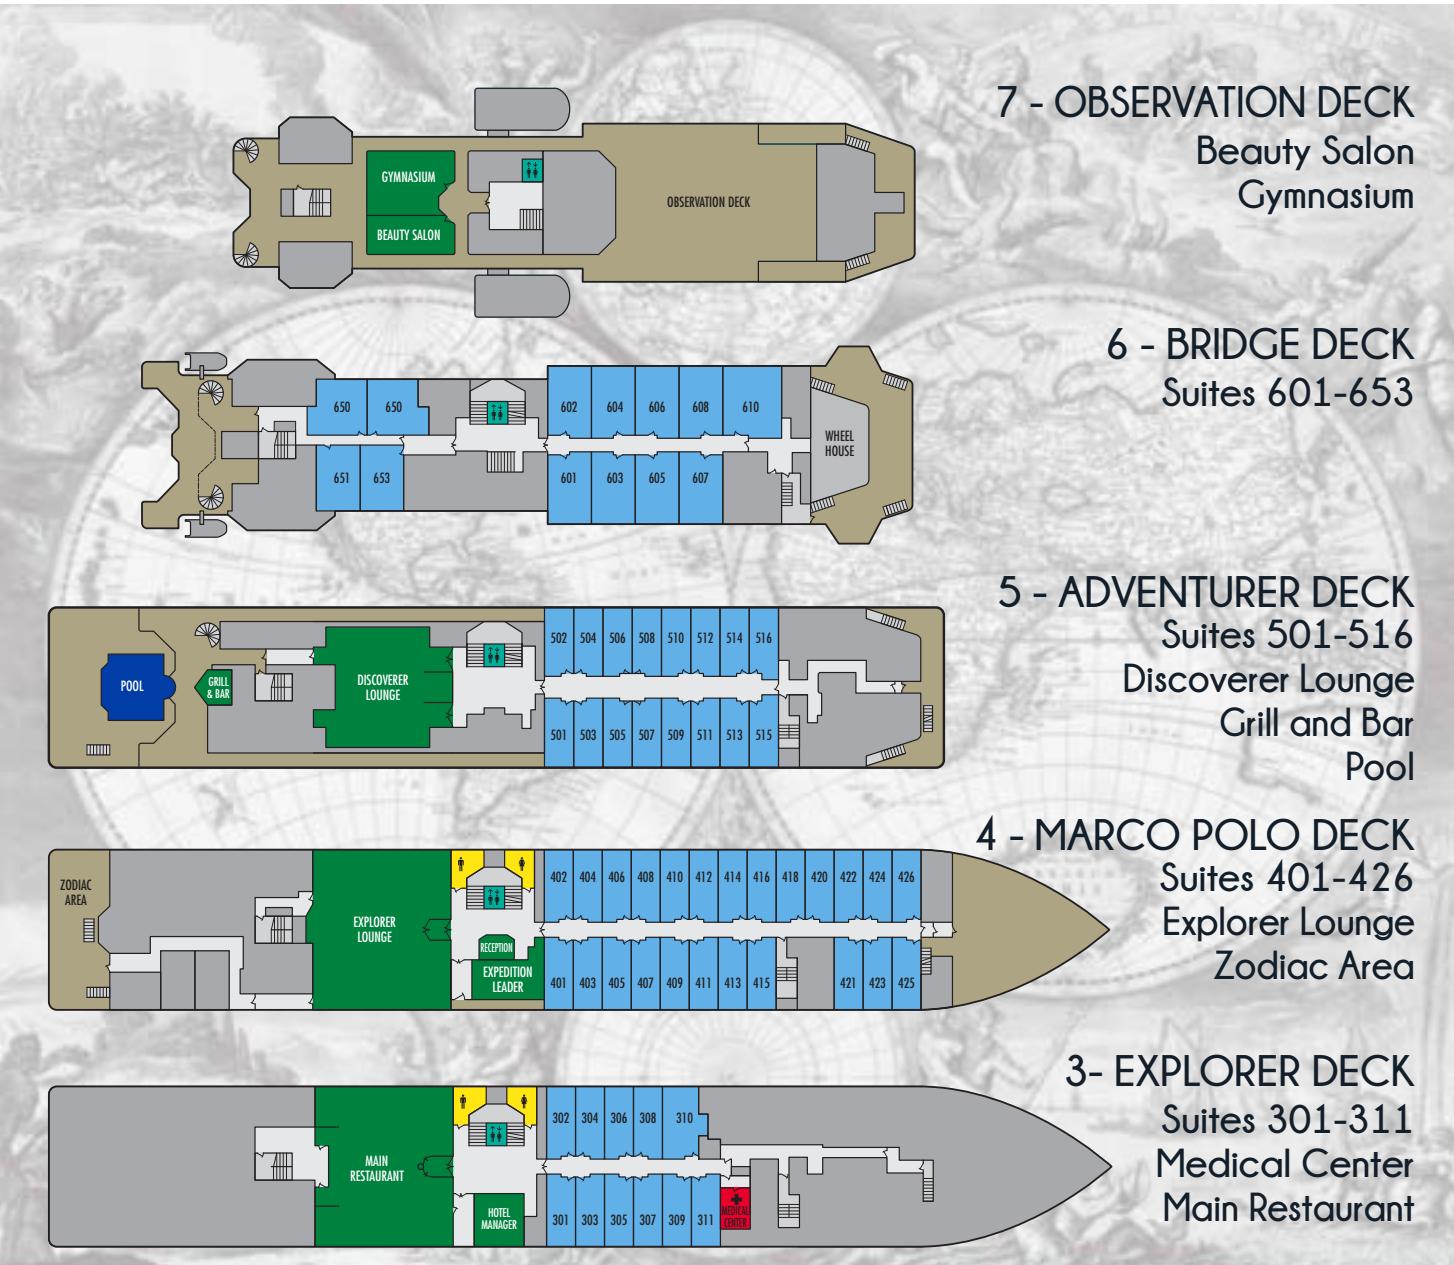 7 - OBSERVATION DECK
Beauty Salon
Gymnasium
GYMNASIUM
BEAUTY SALON
OBSERVATION DECK
6 - BRIDGE DECK
Suites 601-653
650 650 602 604 606 608 610
WHEEL
HOUSE
651 653 601 603 605 607
5 - ADVENTURER DECK
Suites 501-516
Discoverer Lounge
Grill and Bar
Pool
502 504 506 508 510 512 514 516
POOL
GRILL
& BAR
DISCOVERER
LOUNGE
501 503 505 507 509 511 513 515
4 - MARCO POLO DECK
Suites 401-426
Explorer Lounge
Zodiac Area
ZODIAC
AREA
402 404 406 408 410 412 414 416 418 420 422 424 426
EXPLORER
LOUNGE
RECEPTION
EXPEDITION
LEADER
401 403 405 407 409 411 413 415 421 423 425
3- EXPLORER DECK
Suites 301-311
Medical Center
Main Restaurant
302 304 306 308 310
MAIN
RESTAURANT
HOTEL
MANAGER
301 303 305 307 309 311
MEDICAL
CENTER